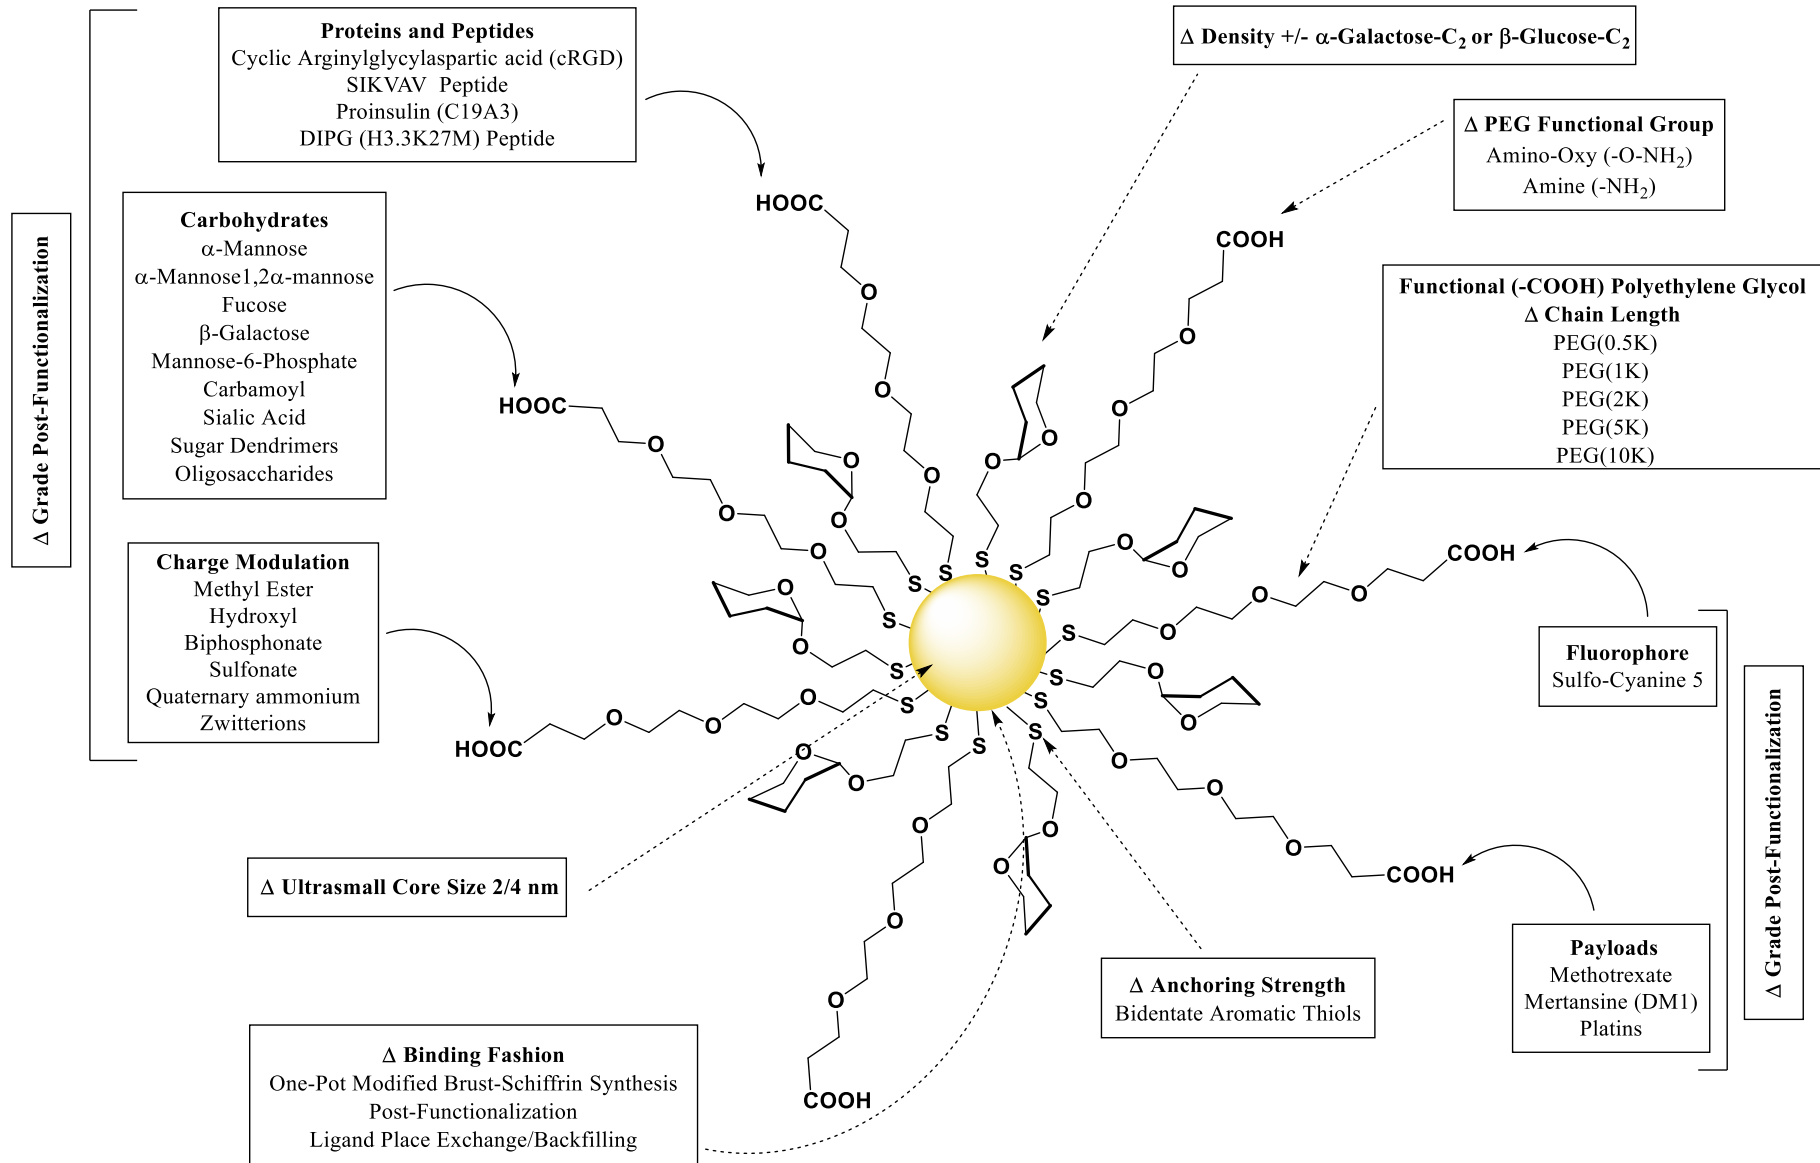 Proteins and Peptides
Cyclic Arginylglycylaspartic acid (cRGD)
SIKVAV Peptide
Proinsulin (C19A3)
DIPG (H3.3K27M) Peptide
Δ Density +/- α-Galactose-C₂ or β-Glucose-C₂
Δ PEG Functional Group
Amino-Oxy (-O-NH₂)
Amine (-NH₂)
Δ Grade Post-Functionalization
Carbohydrates
α-Mannose
α-Mannose1,2α-mannose
Fucose
β-Galactose
Mannose-6-Phosphate
Carbamoyl
Sialic Acid
Sugar Dendrimers
Oligosaccharides
Functional (-COOH) Polyethylene Glycol
Δ Chain Length
PEG(0.5K)
PEG(1K)
PEG(2K)
PEG(5K)
PEG(10K)
Charge Modulation
Methyl Ester
Hydroxyl
Biphosphonate
Sulfonate
Quaternary ammonium
Zwitterions
Fluorophore
Sulfo-Cyanine 5
Δ Grade Post-Functionalization
Δ Ultrasmall Core Size 2/4 nm
Payloads
Methotrexate
Mertansine (DM1)
Platins
Δ Anchoring Strength
Bidentate Aromatic Thiols
Δ Binding Fashion
One-Pot Modified Brust-Schiffrin Synthesis
Post-Functionalization
Ligand Place Exchange/Backfilling
HOOC
O
O
O
S
HOOC
O
O
O
S
HOOC
O
O
O
S
COOH
O
O
O
S
COOH
O
O
O
S
COOH
O
O
O
S
COOH
O
O
O
S
O
O
S
O
O
S
O
O
S
O
O
S
O
O
S
O
O
S
O
O
S